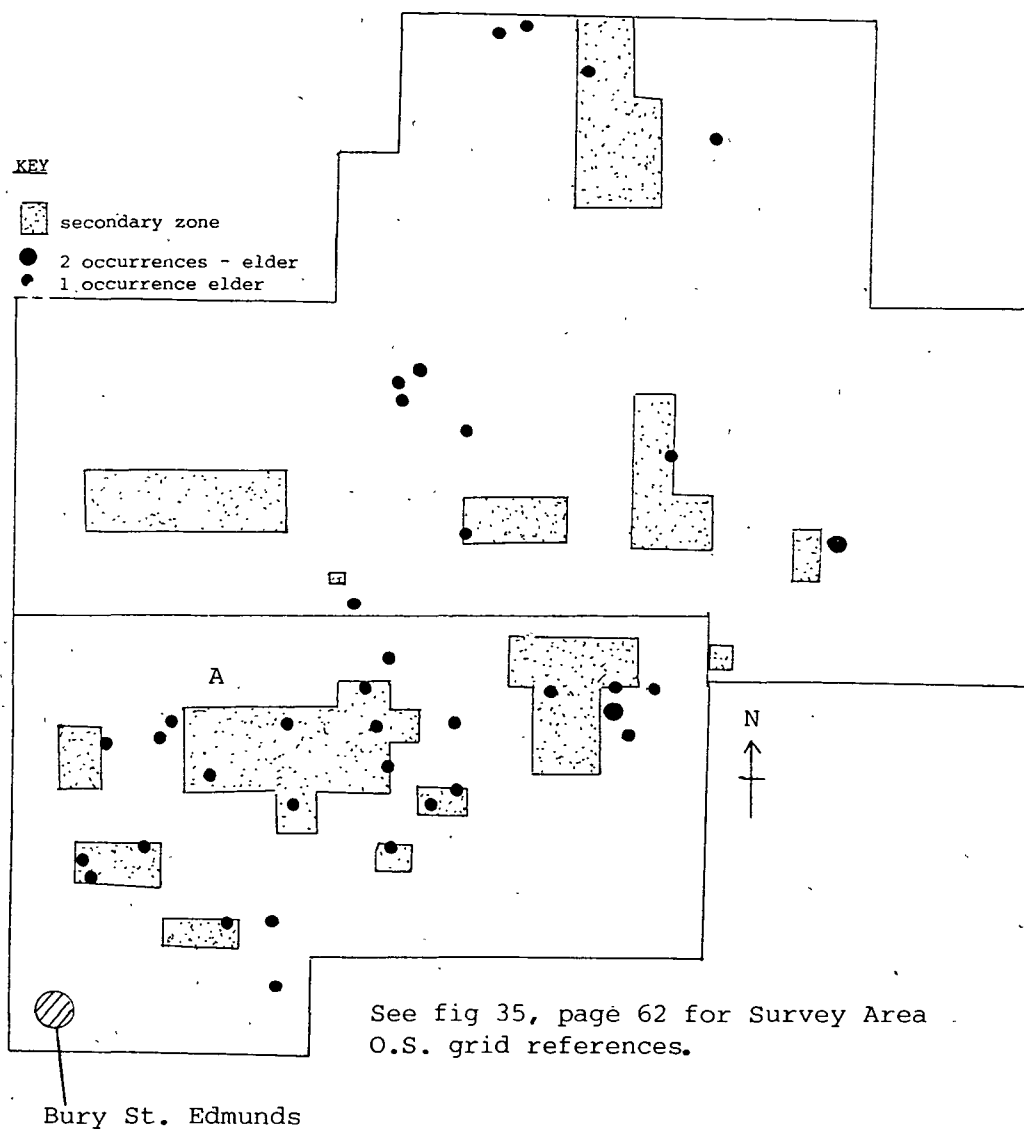 KEY
secondary zone
2 occurrences - elder
1 occurrence elder
A
N
See fig 35, page 62 for Survey Area
O.S. grid references.
Bury St. Edmunds